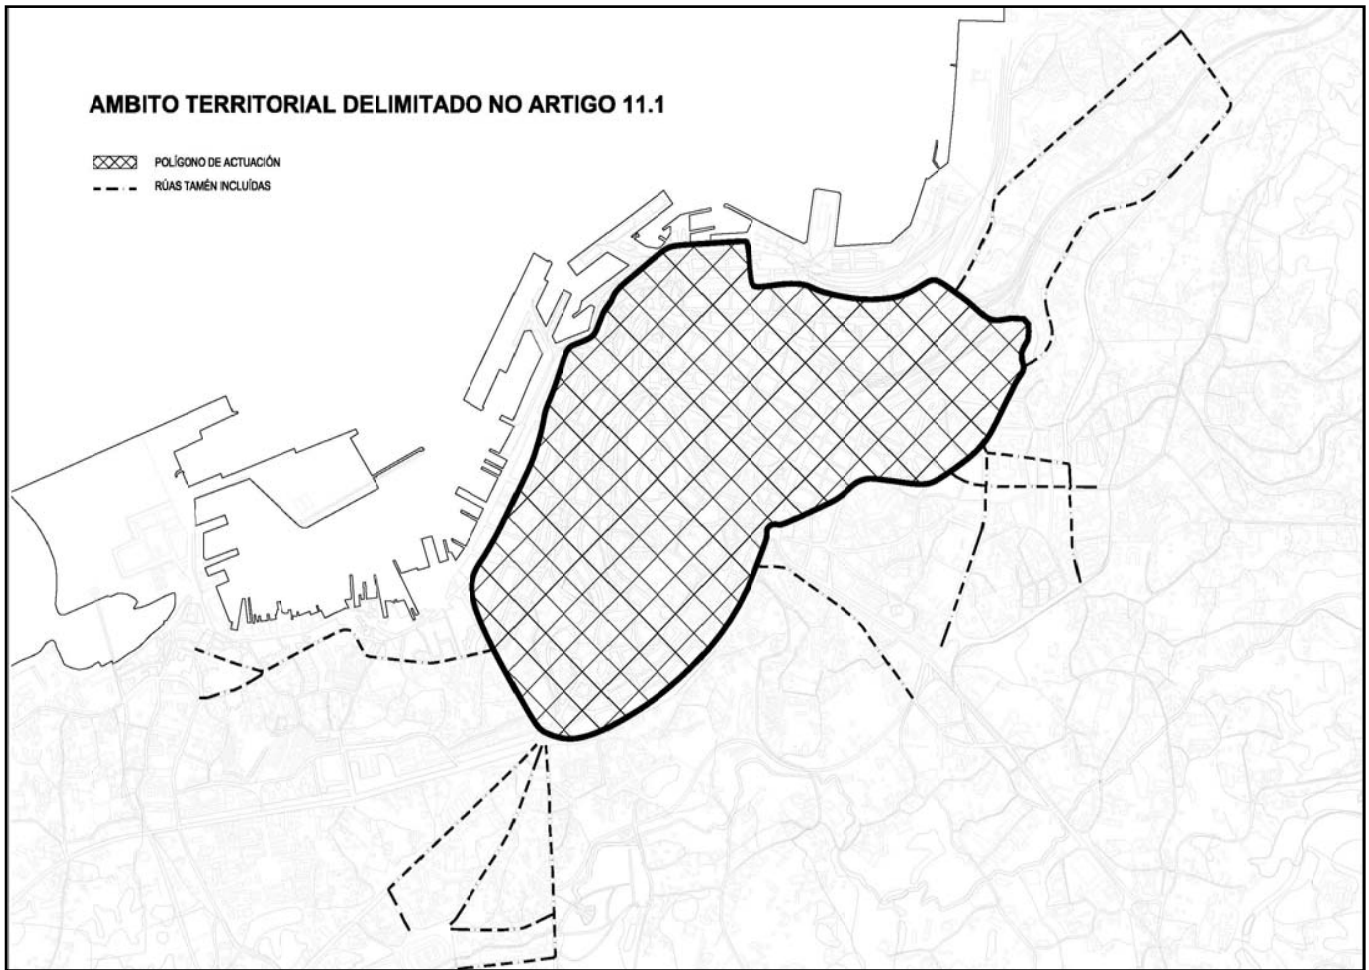 AMBITO TERRITORIAL DELIMITADO NO ARTIGO 11.1
POLÍGONO DE ACTUACIÓN
RÚAS TAMÉN INCLUÍDAS